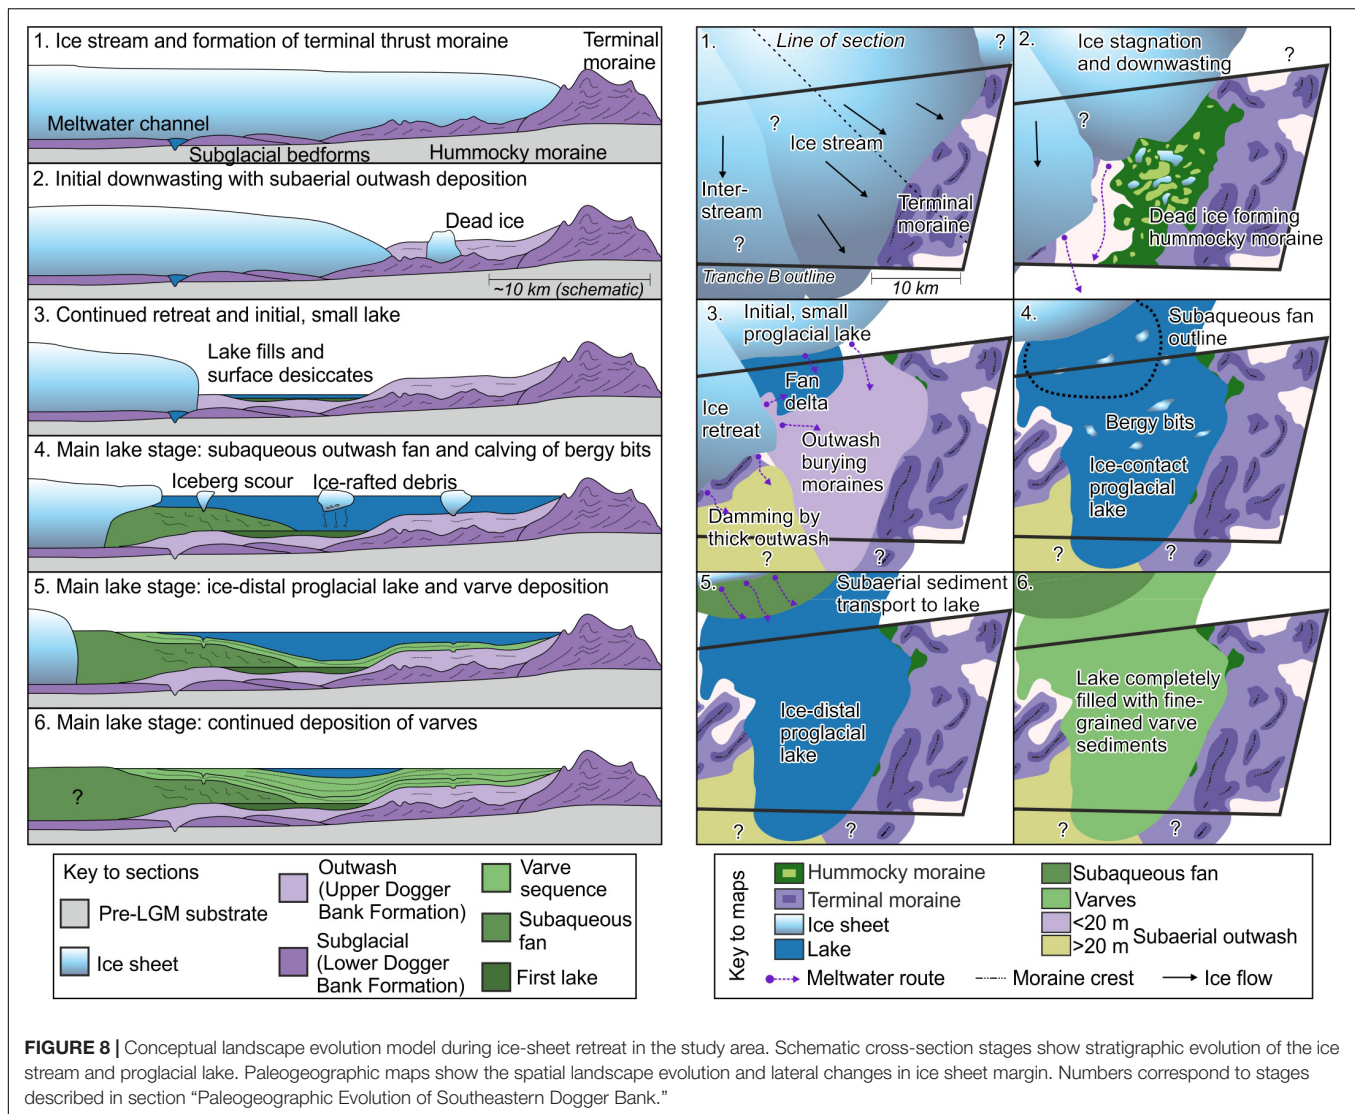 1. Ice stream and formation of terminal thrust moraine
Terminal
moraine
Meltwater channel
Subglacial bedforms
Hummocky moraine
2. Initial downwasting with subaerial outwash deposition
Dead ice
~10 km (schematic)
3. Continued retreat and initial, small lake
Lake fills and
surface desiccates
4. Main lake stage: subaqueous outwash fan and calving of bergy bits
Iceberg scour
Ice-rafted debris
5. Main lake stage: ice-distal proglacial lake and varve deposition
6. Main lake stage: continued deposition of varves
?
Key to sections
Pre-LGM substrate
Ice sheet
Outwash
(Upper Dogger
Bank Formation)
Subglacial
(Lower Dogger
Bank Formation)
Varve
sequence
Subaqueous
fan
First lake
1.
Line of section
?
?
Ice stream
Inter-
stream
?
Terminal
moraine
Tranche B outline
10 km
2.
Ice stagnation
and downwasting
?
?
Dead ice forming
hummocky moraine
3.
Initial, small
proglacial lake
Fan
delta
Ice
retreat
Outwash
burying
moraines
Damming by
thick outwash
?
?
4.
Subaqueous fan
outline
Bergy bits
Ice-contact
proglacial
lake
?
?
5.
Subaerial sediment
transport to lake
Ice-distal
proglacial
lake
?
?
6.
Lake completely
filled with fine-
grained varve
sediments
?
?
Key to maps
Hummocky moraine
Terminal moraine
Ice sheet
Lake
Subaqueous fan
Varves
<20 m
>20 m
Subaerial outwash
Meltwater route
Moraine crest
Ice flow
FIGURE 8 | Conceptual landscape evolution model during ice-sheet retreat in the study area. Schematic cross-section stages show stratigraphic evolution of the ice
stream and proglacial lake. Paleogeographic maps show the spatial landscape evolution and lateral changes in ice sheet margin. Numbers correspond to stages
described in section “Paleogeographic Evolution of Southeastern Dogger Bank.”